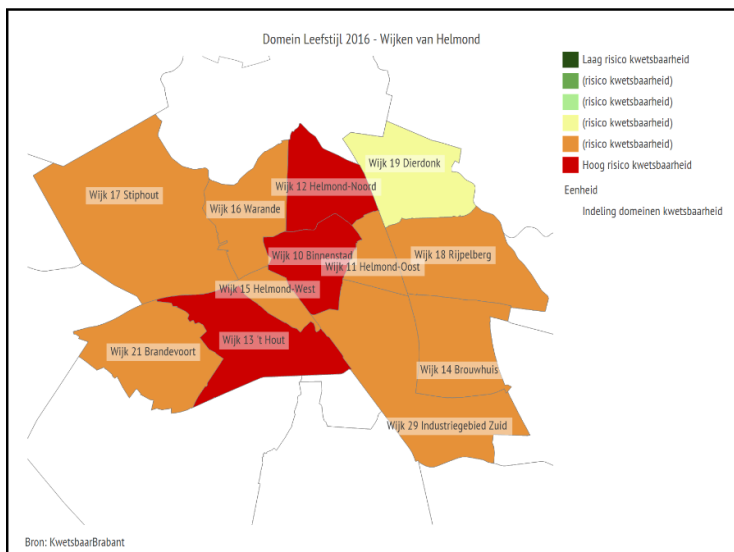 Domein Leefstijl 2016 - Wijken van Helmond
Laag risico kwetsbaarheid
(risico kwetsbaarheid)
(risico kwetsbaarheid)
(risico kwetsbaarheid)
(risico kwetsbaarheid)
Hoog risico kwetsbaarheid
Eenheid
Indeling domeinen kwetsbaarheid
Wijk 19 Dierdonk
Wijk 12 Helmond-Noord
Wijk 17 Stiphout
Wijk 16 Warande
Wijk 10 Binnenstad
Wijk 18 Rijpelberg
Wijk 11 Helmond-Oost
Wijk 15 Helmond-West
Wijk 13 't Hout
Wijk 21 Brandevoort
Wijk 14 Brouwhuis
Wijk 29 Industriegebied Zuid
Bron: KwetsbaarBrabant